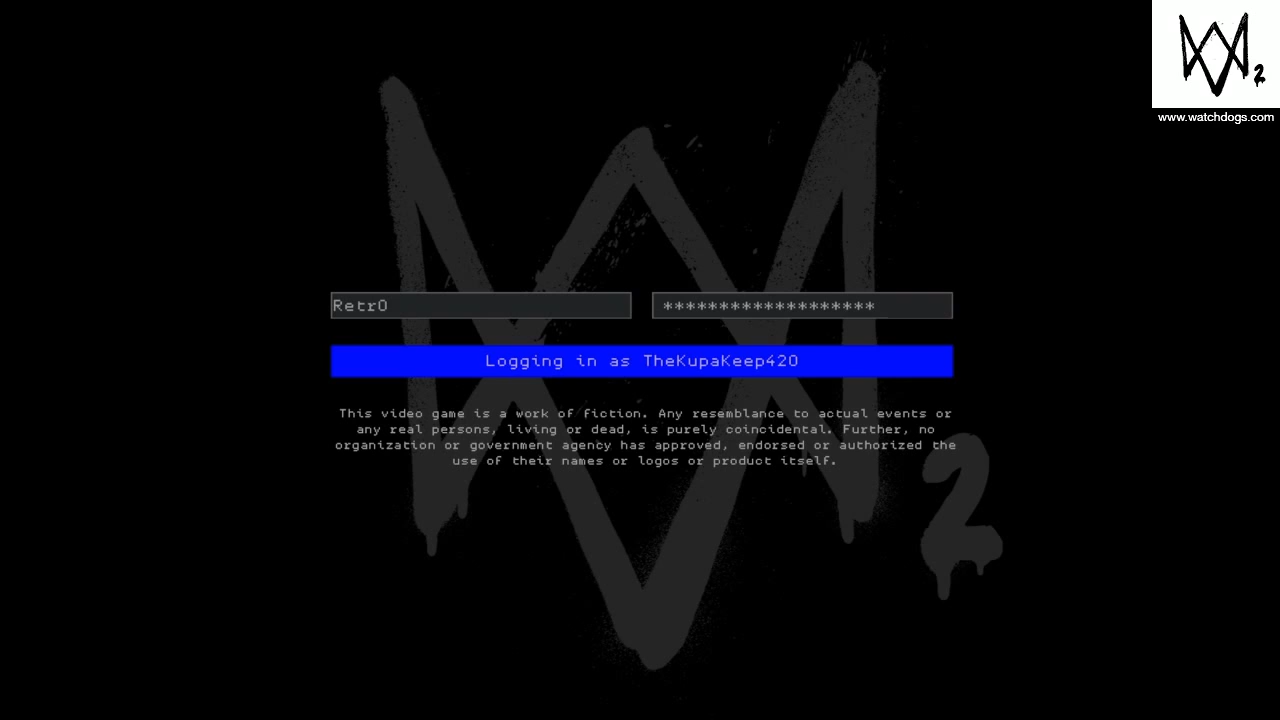 2
www.watchdogs.com
Retr0
*******************
Logging in as TheKupaKeep420
This video game is a work of fiction. Any resemblance to actual events or
any real persons, living or dead, is purely coincidental. Further, no
organization or government agency has approved, endorsed or authorized the
use of their names or logos or product itself.
2